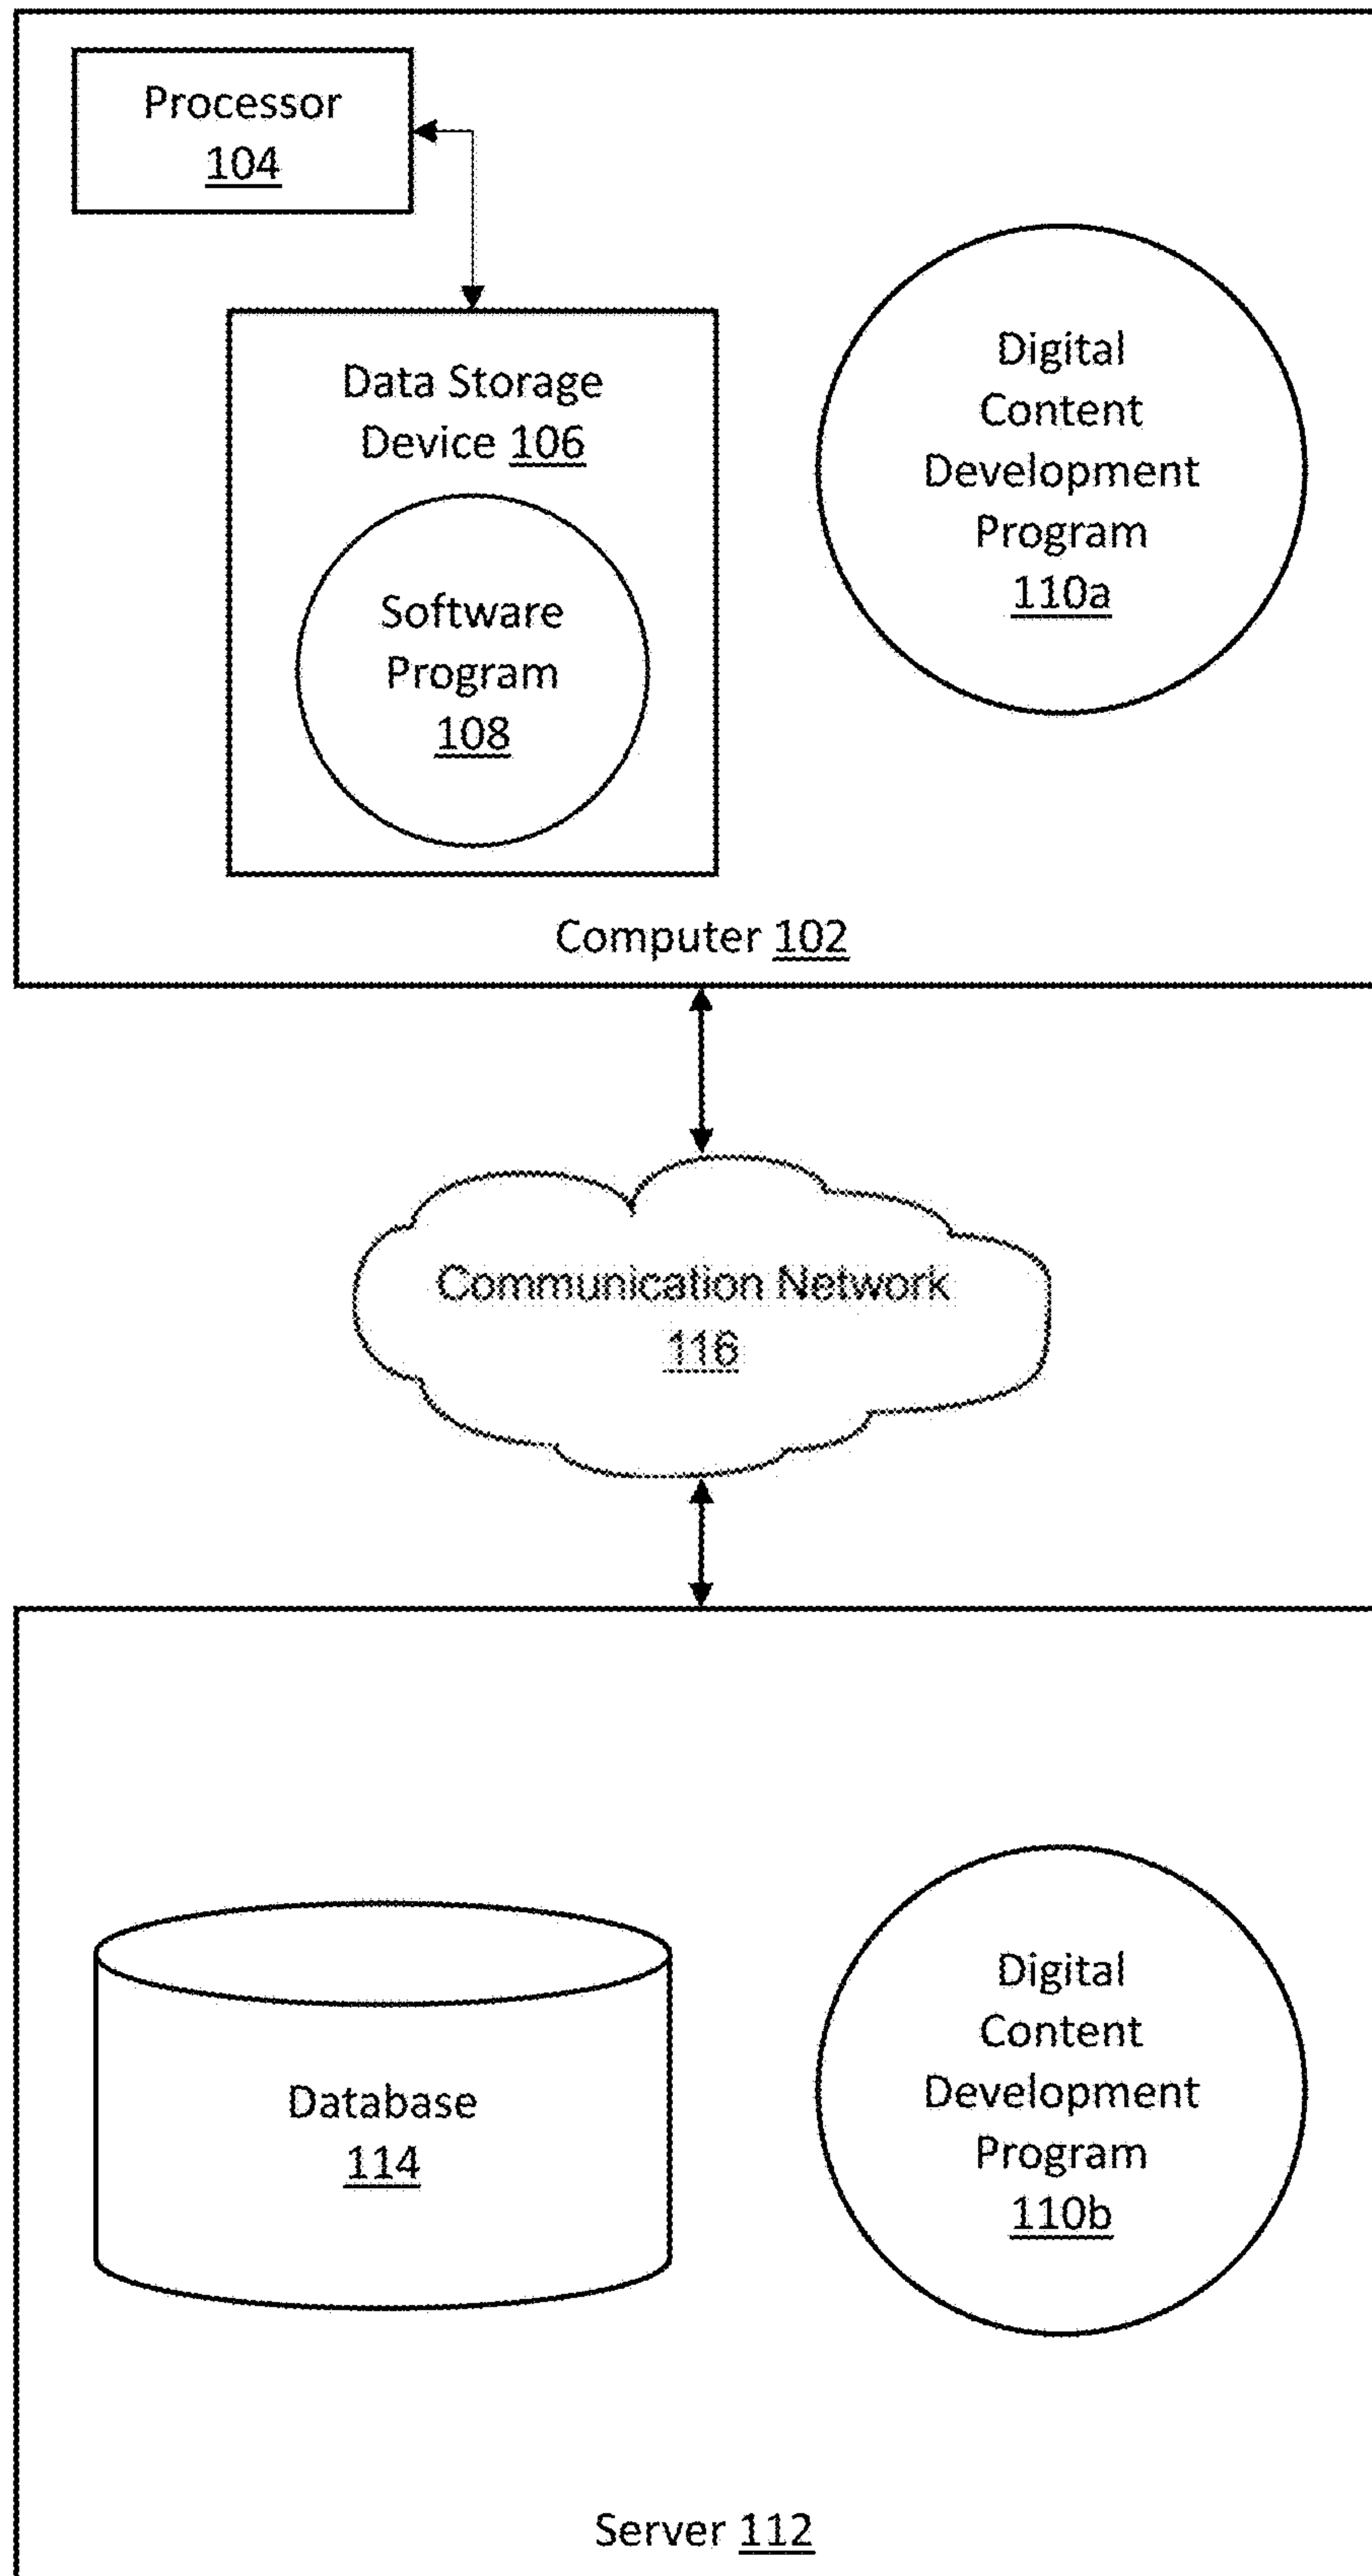 Processor
104
Data Storage
Device 106
Software
Program
108
Digital
Content
Development
Program
110a
Computer 102
Communication Network
116
Database
114
Digital
Content
Development
Program
110b
Server 112